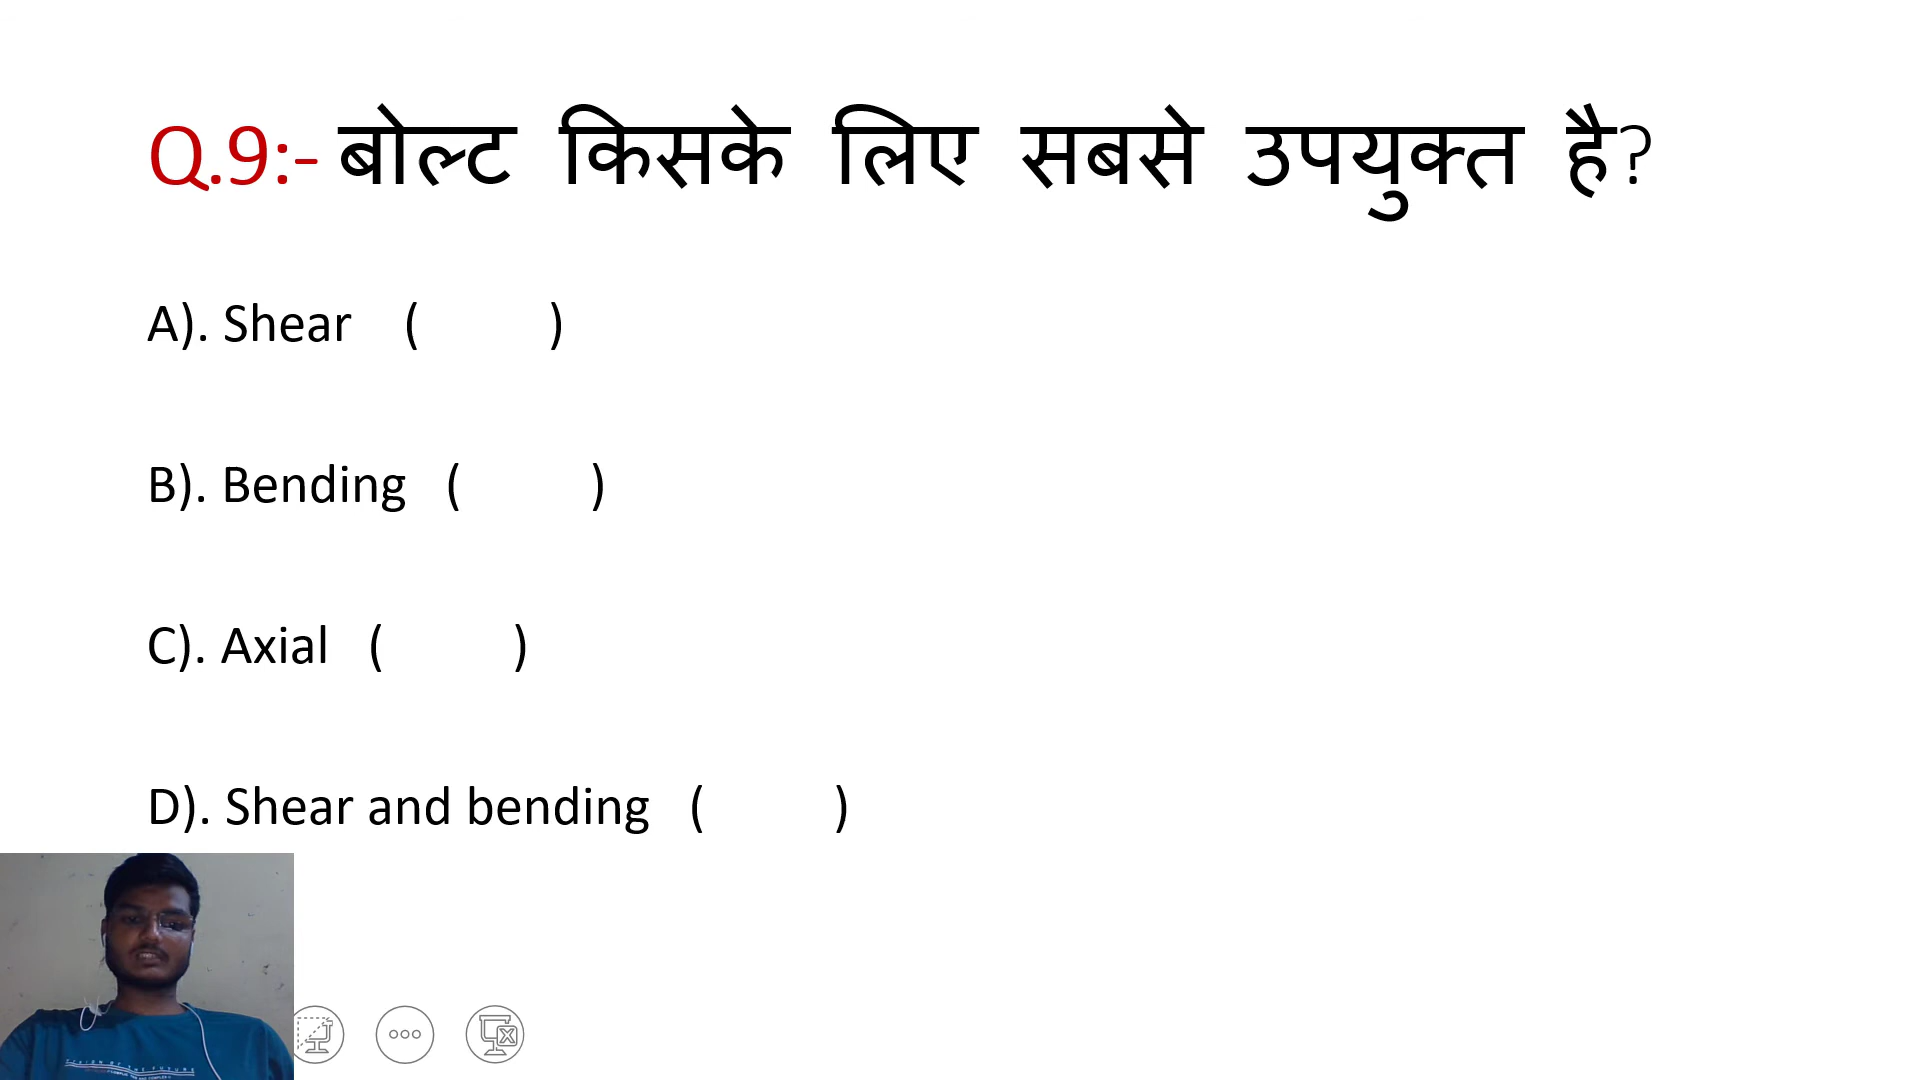 Q.9:- बोल्ट किसके लिए सबसे उपयुक्त है?
A). Shear ( )
B). Bending ( )
C). Axial ( )
D). Shear and bending ( )